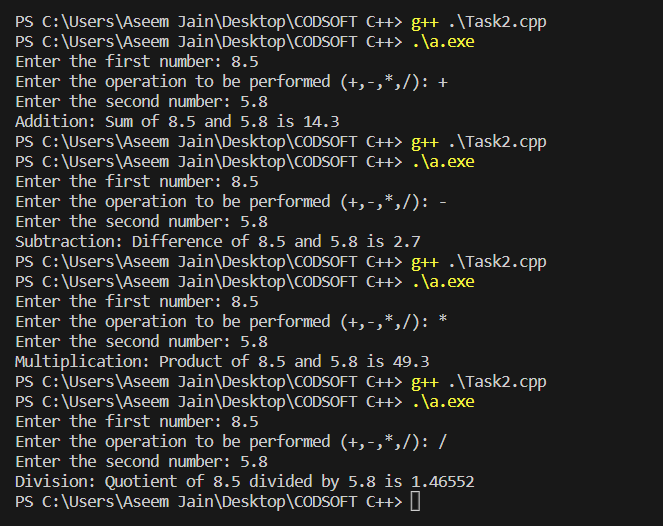 PS C:\Users\Aseem Jain\Desktop\CODSOFT C++> g++ .\Task2.cpp
PS C:\Users\Aseem Jain\Desktop\CODSOFT C++> .\a.exe
Enter the first number: 8.5
Enter the operation to be performed (+,-,*,/): +
Enter the second number: 5.8
Addition: Sum of 8.5 and 5.8 is 14.3
PS C:\Users\Aseem Jain\Desktop\CODSOFT C++> g++ .\Task2.cpp
PS C:\Users\Aseem Jain\Desktop\CODSOFT C++> .\a.exe
Enter the first number: 8.5
Enter the operation to be performed (+,-,*,/): -
Enter the second number: 5.8
Subtraction: Difference of 8.5 and 5.8 is 2.7
PS C:\Users\Aseem Jain\Desktop\CODSOFT C++> g++ .\Task2.cpp
PS C:\Users\Aseem Jain\Desktop\CODSOFT C++> .\a.exe
Enter the first number: 8.5
Enter the operation to be performed (+,-,*,/): *
Enter the second number: 5.8
Multiplication: Product of 8.5 and 5.8 is 49.3
PS C:\Users\Aseem Jain\Desktop\CODSOFT C++> g++ .\Task2.cpp
PS C:\Users\Aseem Jain\Desktop\CODSOFT C++> .\a.exe
Enter the first number: 8.5
Enter the operation to be performed (+,-,*,/): /
Enter the second number: 5.8
Division: Quotient of 8.5 divided by 5.8 is 1.46552
PS C:\Users\Aseem Jain\Desktop\CODSOFT C++>